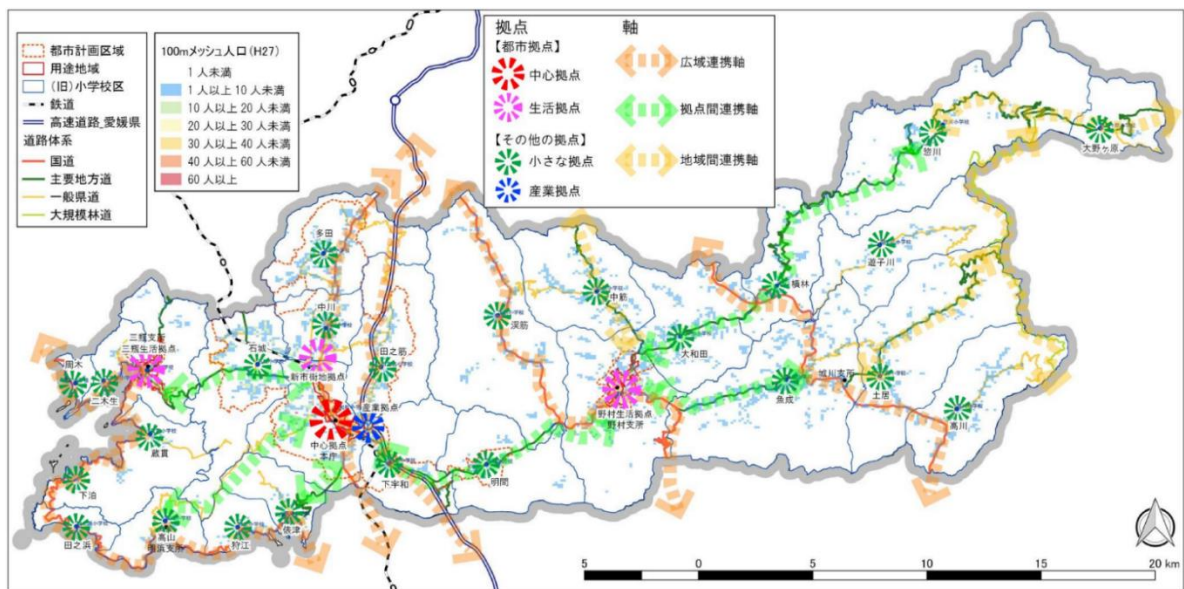 都市計画区域
用途地域
(旧)小学校区
鉄道
高速道路_愛媛県
道路体系
国道
主要地方道
一般県道
大規模林道
100mメッシュ人口(H27)
1人未満
1人以上10人未満
10人以上20人未満
20人以上30人未満
30人以上40人未満
40人以上60人未満
60人以上
拠点
【都市拠点】
中心拠点
生活拠点
【その他の拠点】
小さな拠点
産業拠点
軸
広域連携軸
拠点間連携軸
地域間連携軸
惣川
大野ヶ原
多田
遊子川
横林
中筋
中川
渓筋
大和田
三瓶支所
三瓶生活拠点
石城
田之筋
周木
二木生
新市街地拠点
魚成
城川支所
土居
野村生活拠点
野村支所
産業拠点
中心拠点
本庁
高川
蔵貫
下宇和
明間
下泊
俵津
田之浜
高山
明浜支所
狩江
5 0 5 10 15 20 km